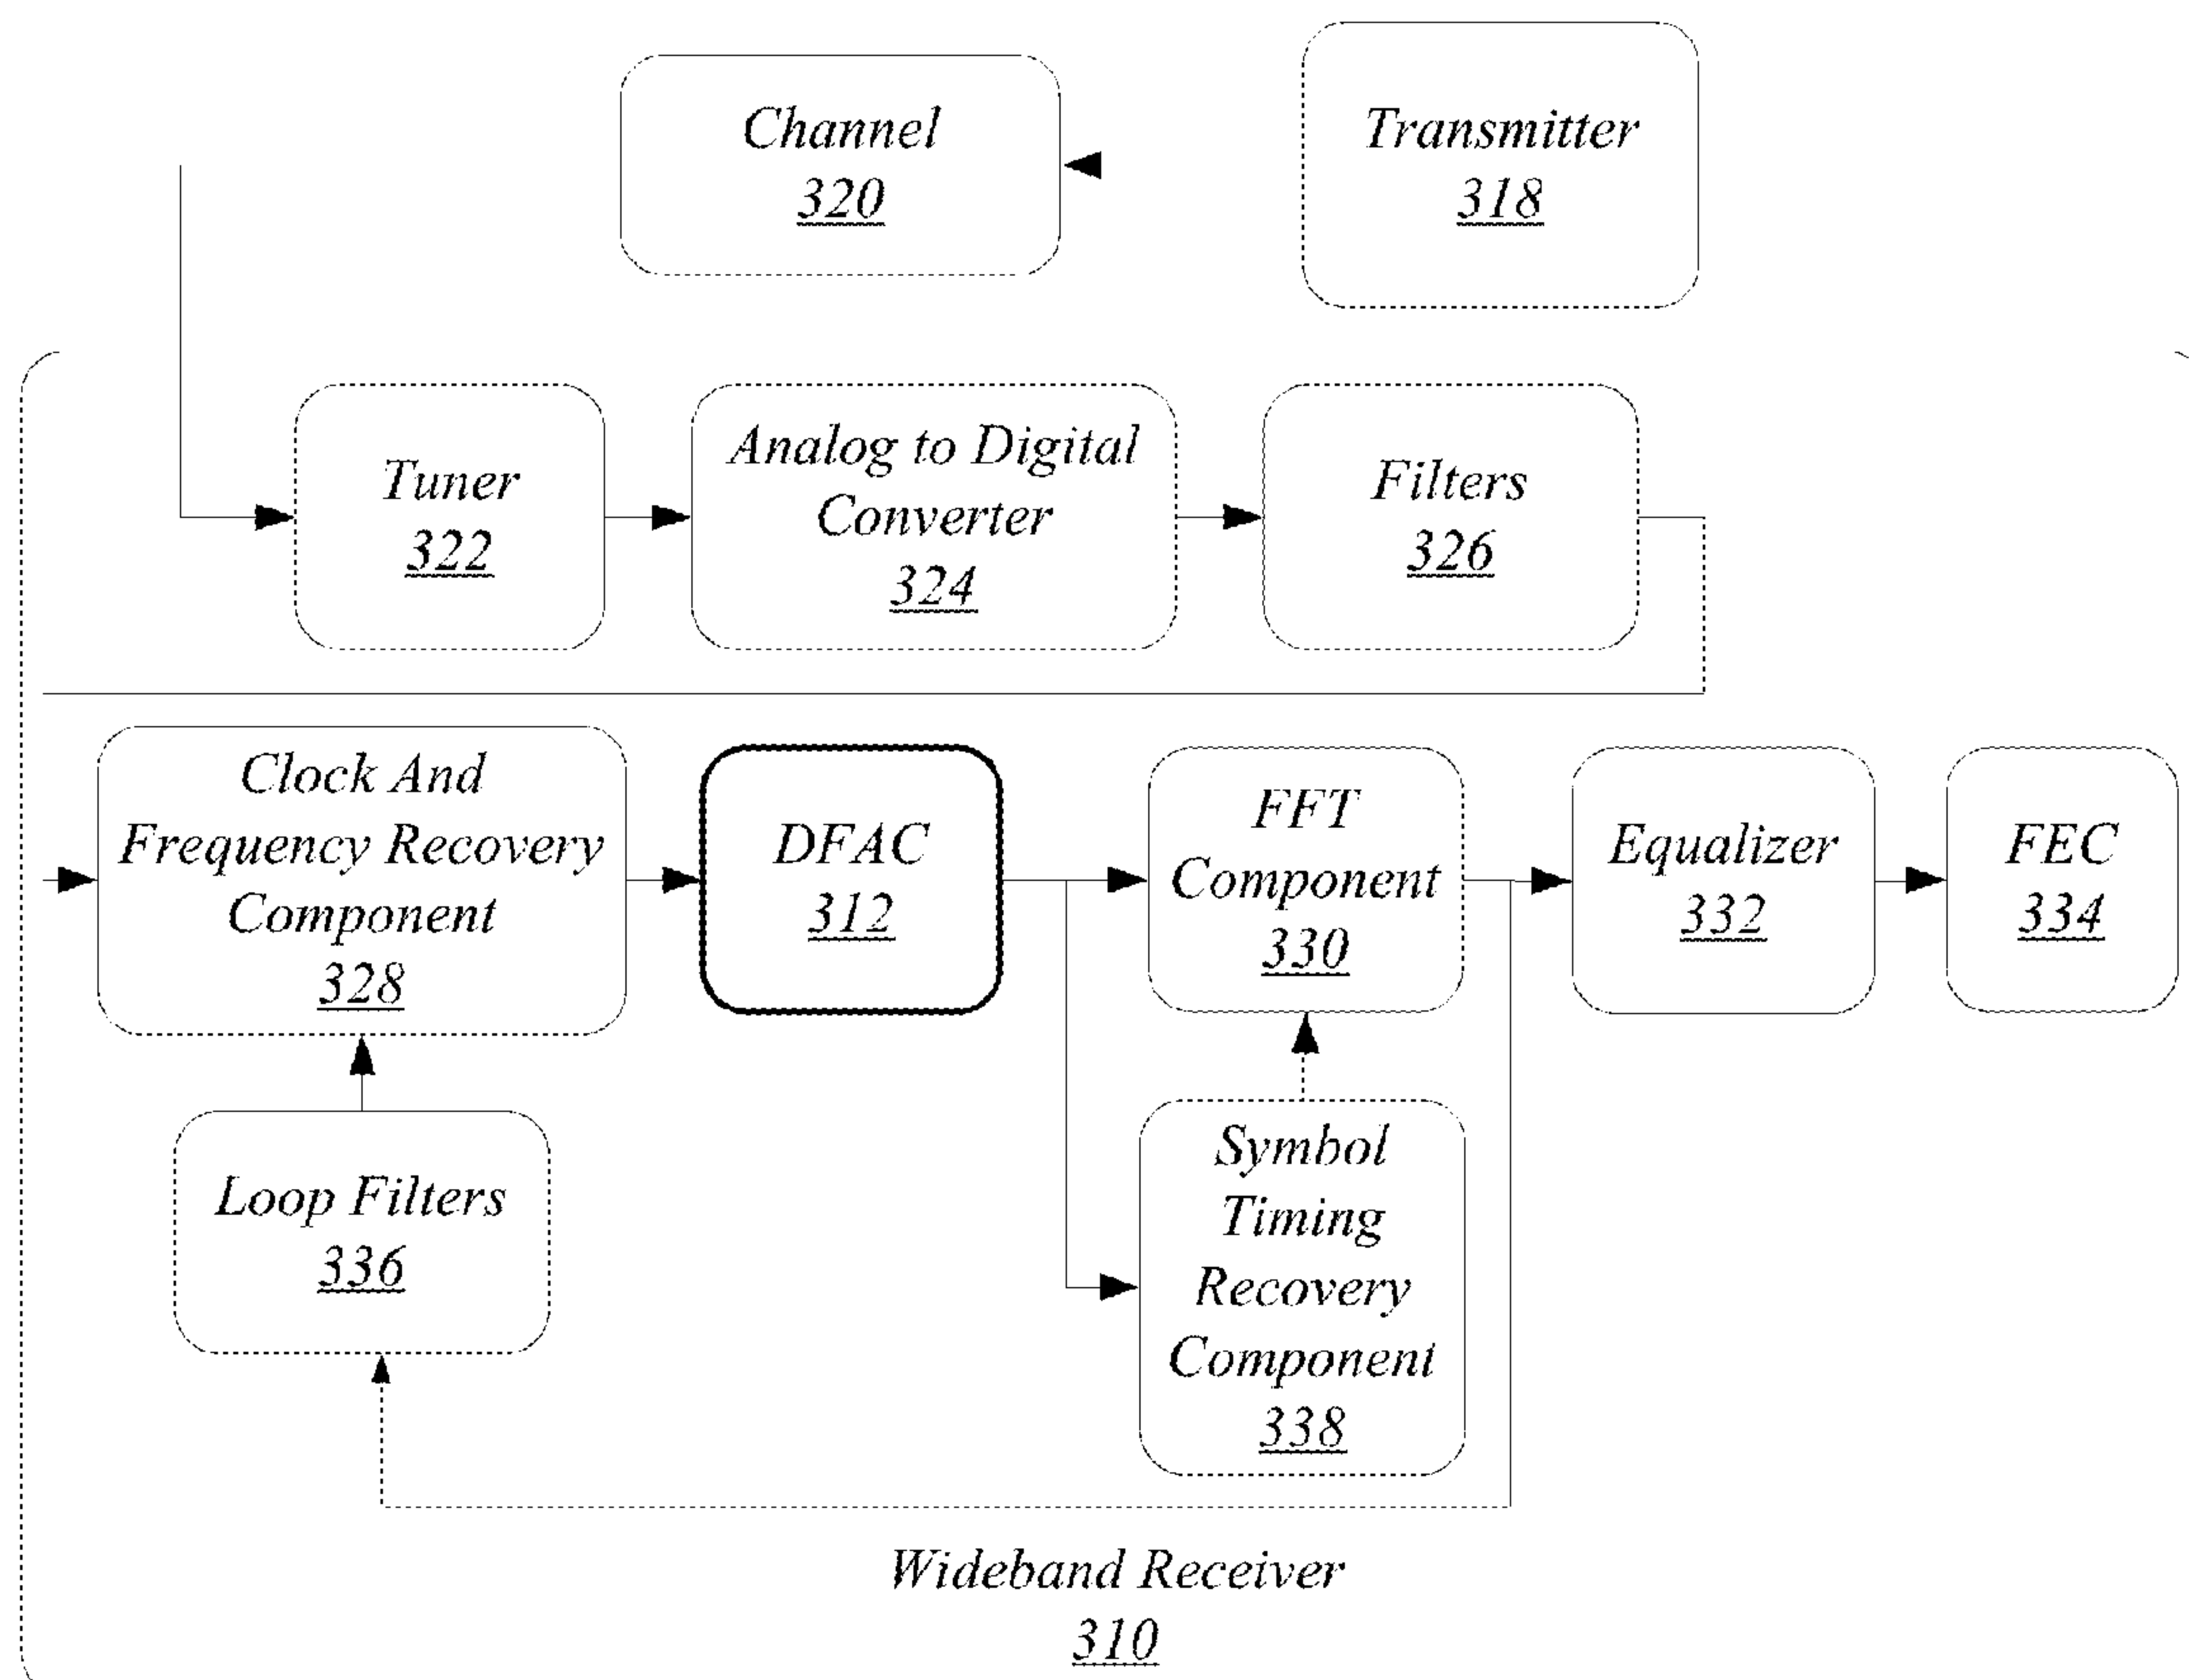 Channel
320
Transmitter
318
Tuner
322
Analog to Digital
Converter
324
Filters
326
Clock And
Frequency Recovery
Component
328
DFAC
312
FFT
Component
330
Equalizer
332
FEC
334
Loop Filters
336
Symbol
Timing
Recovery
Component
338
Wideband Receiver
310